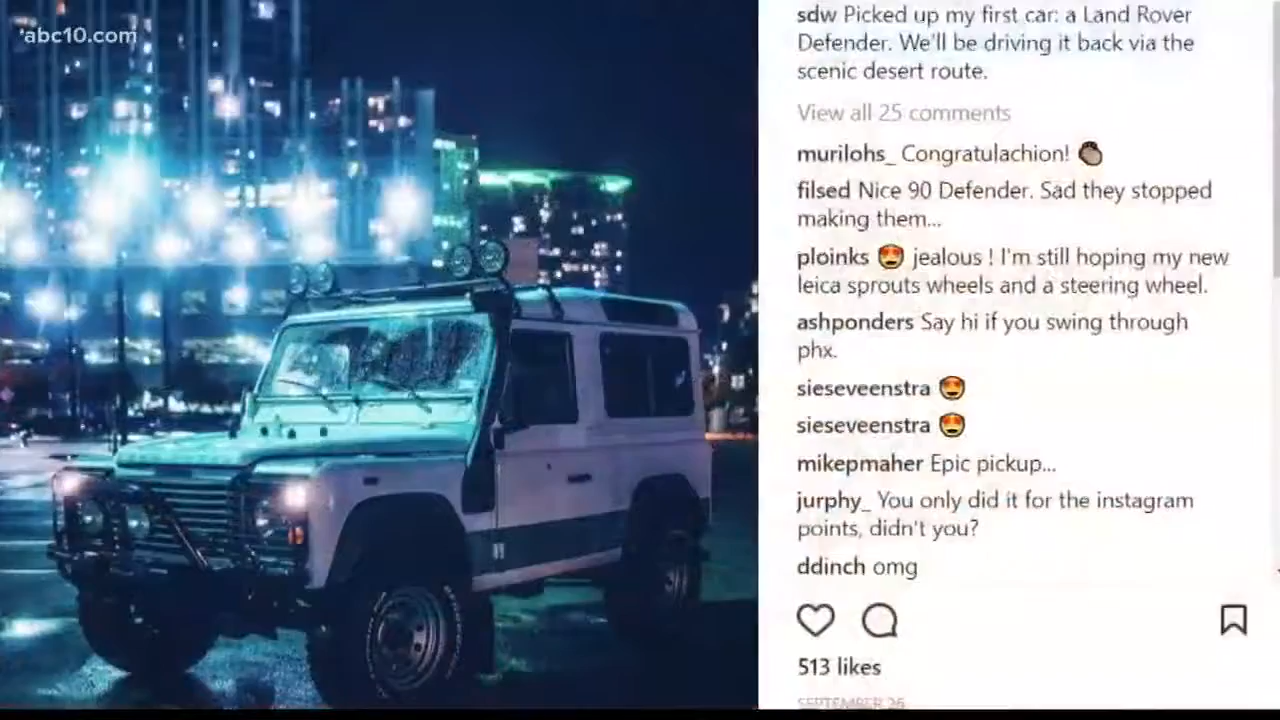 abc10.com
sdw Picked up my first car: a Land Rover
Defender. We'll be driving it back via the
scenic desert route.
View all 25 comments
murilohs_ Congratulachion!
filsed Nice 90 Defender. Sad they stopped
making them...
ploinks 😍 jealous ! I'm still hoping my new
leica sprouts wheels and a steering wheel.
ashponders Say hi if you swing through
phx.
sieseveenstra 😍
sieseveenstra 😍
mikepmaher Epic pickup...
jurphy_ You only did it for the instagram
points, didn't you?
ddinch omg
513 likes
SEPTEMBER 26